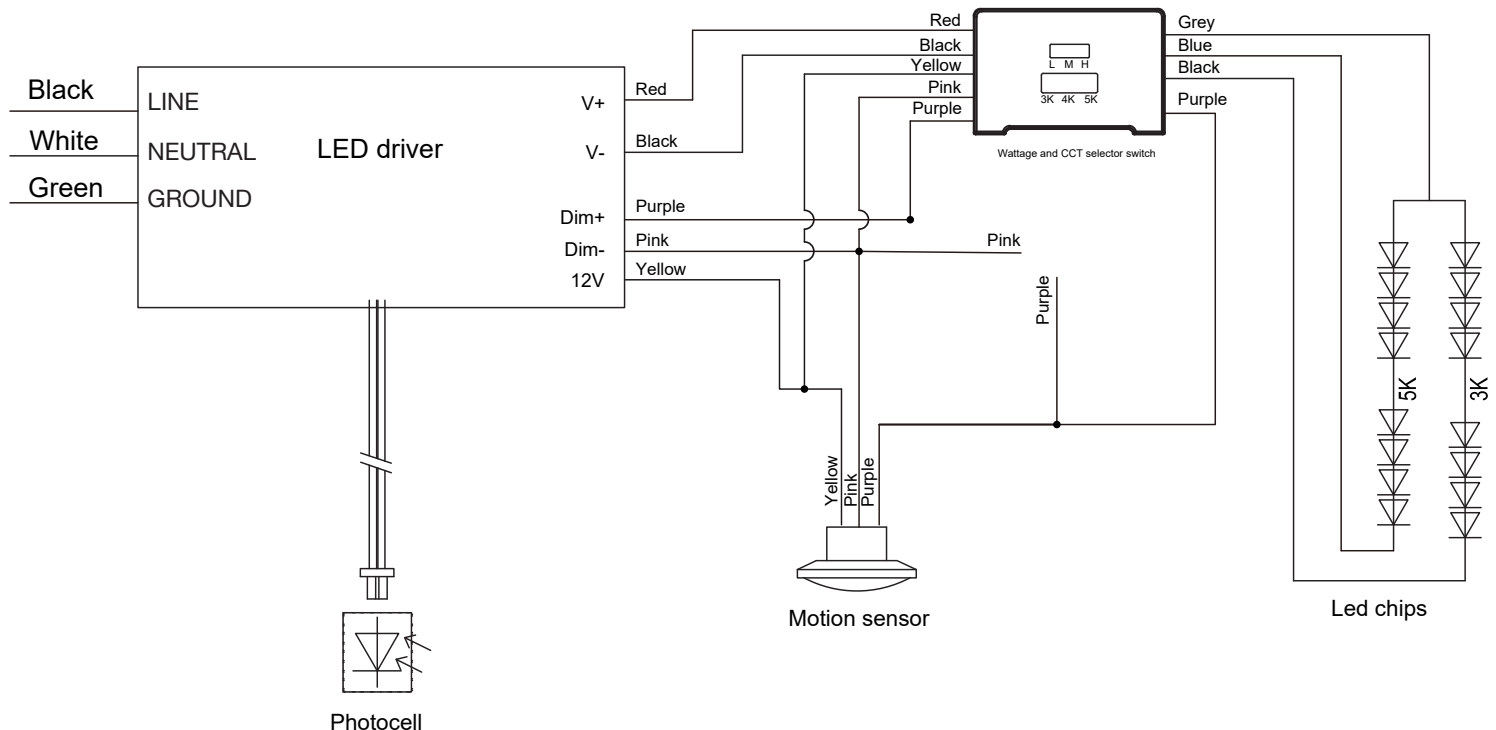 Black
White
Green
LINE
NEUTRAL
GROUND
LED driver
V+
V-
Dim+
Dim-
12V
Red
Black
Purple
Pink
Yellow
Red
Black
Yellow
Pink
Purple
L M H
3K 4K 5K
Wattage and CCT selector switch
Grey
Blue
Black
Purple
Pink
Purple
Yellow
Pink
Purple
5K
3K
Motion sensor
Led chips
Photocell